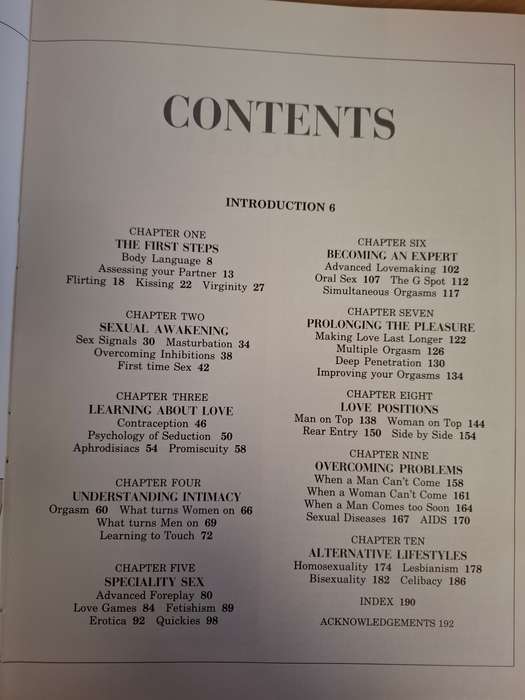 CONTENTS
INTRODUCTION 6
CHAPTER ONE
THE FIRST STEPS
Body Language 8
Assessing your Partner 13
Flirting 18 Kissing 22 Virginity 27
CHAPTER TWO
SEXUAL AWAKENING
Sex Signals 30 Masturbation 34
Overcoming Inhibitions 38
First time Sex 42
CHAPTER THREE
LEARNING ABOUT LOVE
Contraception 46
Psychology of Seduction 50
Aphrodisiacs 54 Promiscuity 58
CHAPTER FOUR
UNDERSTANDING INTIMACY
Orgasm 60 What turns Women on 66
What turns Men on 69
Learning to Touch 72
CHAPTER FIVE
SPECIALITY SEX
Advanced Foreplay 80
Love Games 84 Fetishism 89
Erotica 92 Quickies 98
CHAPTER SIX
BECOMING AN EXPERT
Advanced Lovemaking 102
Oral Sex 107 The G Spot 112
Simultaneous Orgasms 117
CHAPTER SEVEN
PROLONGING THE PLEASURE
Making Love Last Longer 122
Multiple Orgasm 126
Deep Penetration 130
Improving your Orgasms 134
CHAPTER EIGHT
LOVE POSITIONS
Man on Top 138 Woman on Top 144
Rear Entry 150 Side by Side 154
CHAPTER NINE
OVERCOMING PROBLEMS
When a Man Can't Come 158
When a Woman Can't Come 161
When a Man Comes too Soon 164
Sexual Diseases 167 AIDS 170
CHAPTER TEN
ALTERNATIVE LIFESTYLES
Homosexuality 174 Lesbianism 178
Bisexuality 182 Celibacy 186
INDEX 190
ACKNOWLEDGEMENTS 192